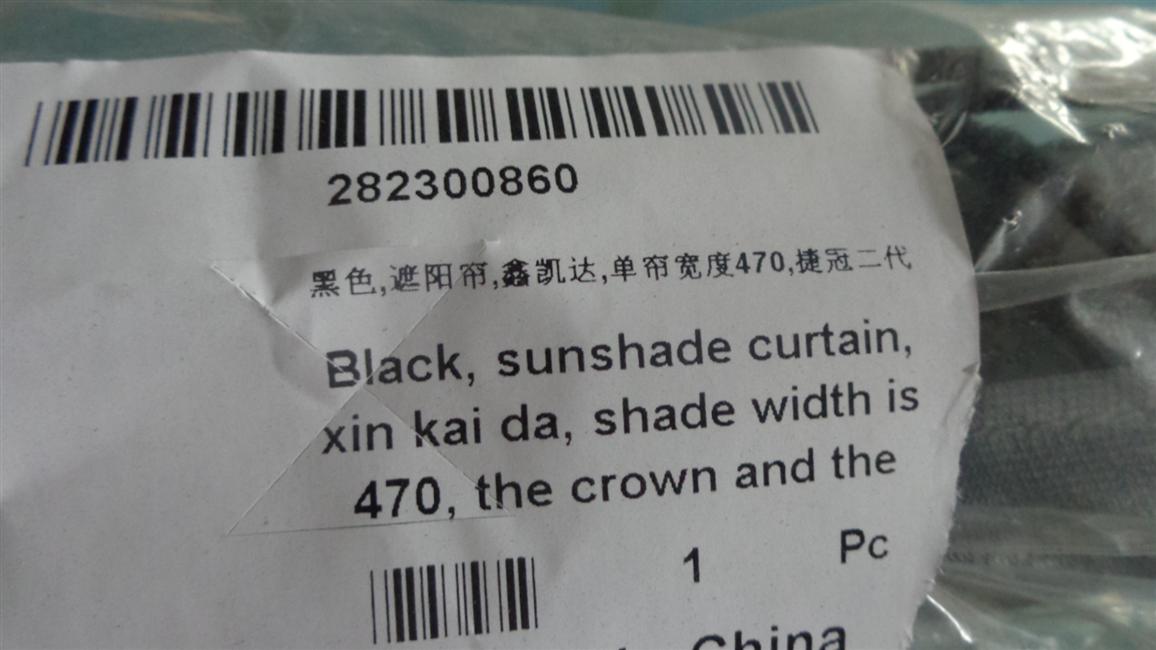 282300860
黑色,遮阳帘,鑫凯达,单帘宽度470,捷冠二代
Black, sunshade curtain,
xin kai da, shade width is
470, the crown and the
1 Pc
China